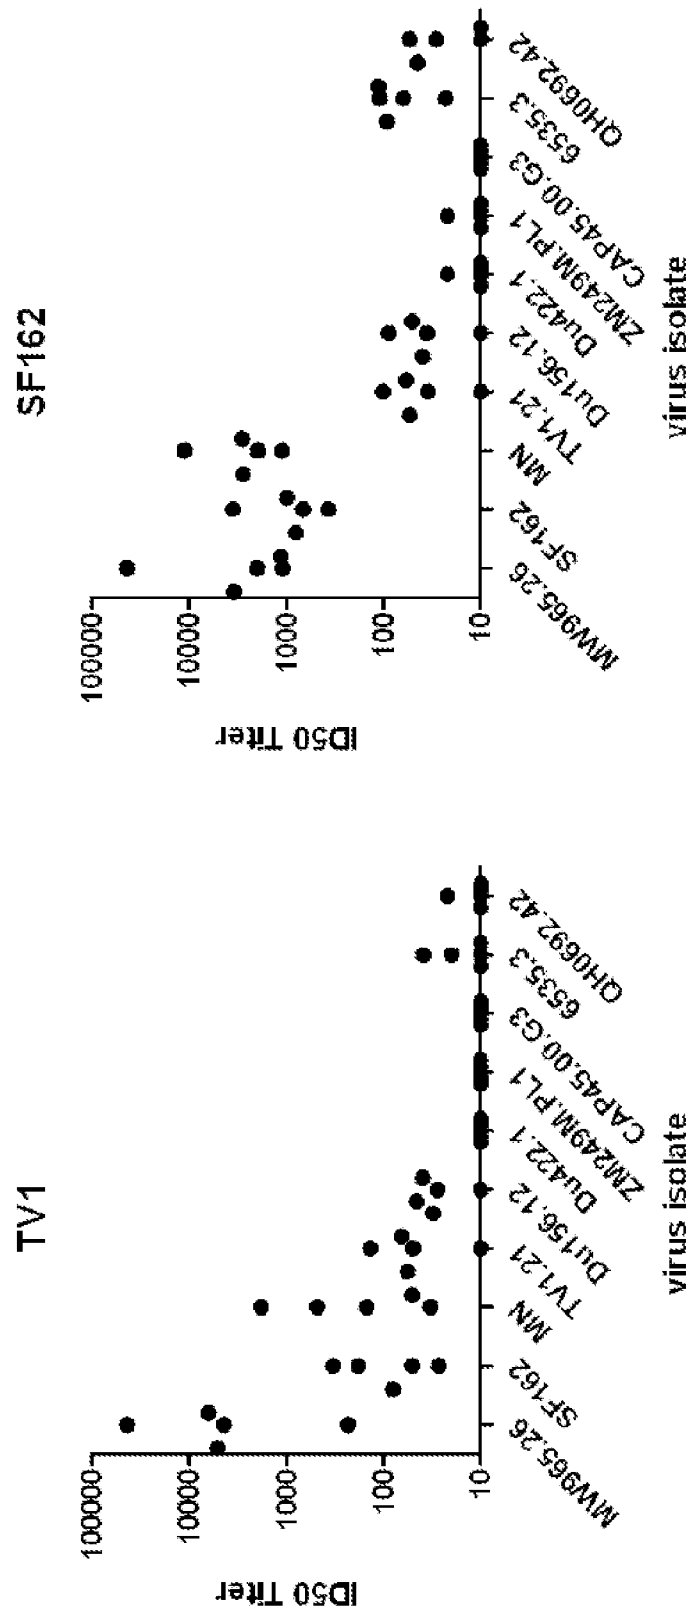 TV1
ID50 Titer
100000
10000
1000
100
10
MW965.26
SF162
MN
TV1.21
Du156.12
Du422.1
ZM249M.PL1
CAP45.00.G3
6535.3
QH0692.42
virus isolate
SF162
ID50 Titer
100000
10000
1000
100
10
MW965.26
SF162
MN
TV1.21
Du156.12
Du422.1
ZM249M.PL1
CAP45.00.G3
6535.3
QH0692.42
virus isolate